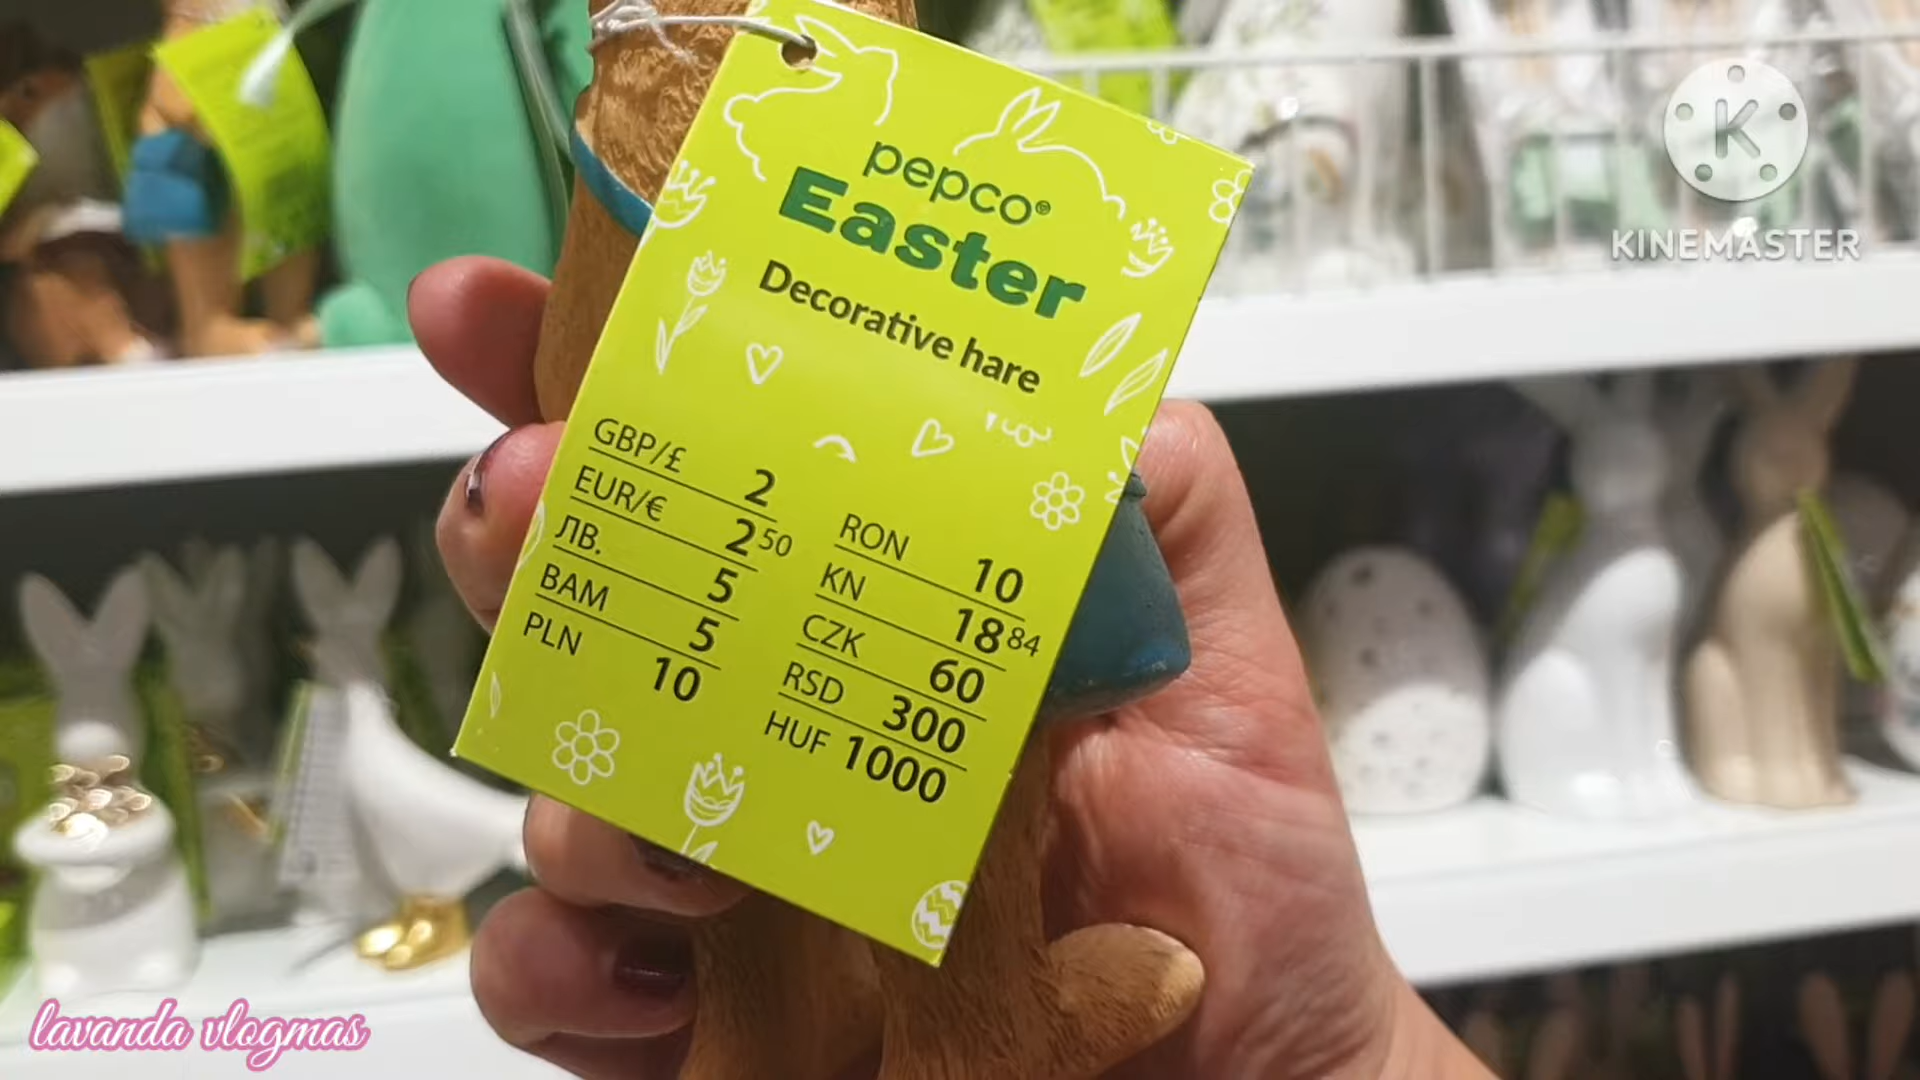 pepco®
Easter
Decorative hare
GBP/£ 2
EUR/€ 2 50
ЛВ. 5
BAM 5
PLN 10
RON 10
KN 18 84
CZK 60
RSD 300
HUF 1000
K
KINEMASTER
lavanda vlogmas